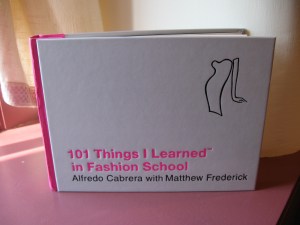 101 Things I Learned™
in Fashion School
Alfredo Cabrera with Matthew Frederick